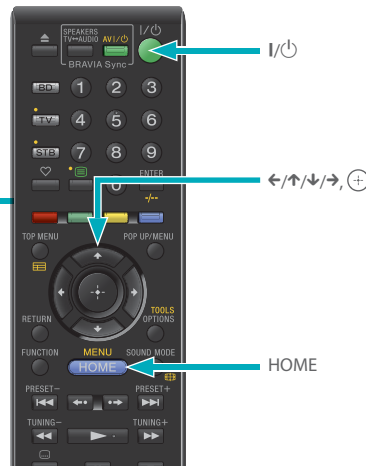 SPEAKERS
TV↔AUDIO AV I/⏻ I/⏻
BRAVIA Sync
I/⏻
BD 1 2 3
TV 4 5 6
STB 7 8 9
0 ENTER
-/--
←/↑/↓/→,
TOP MENU POP UP/MENU
TOOLS
RETURN OPTIONS
FUNCTION MENU SOUND MODE
HOME
HOME
PRESET– PRESET+
TUNING– TUNING+